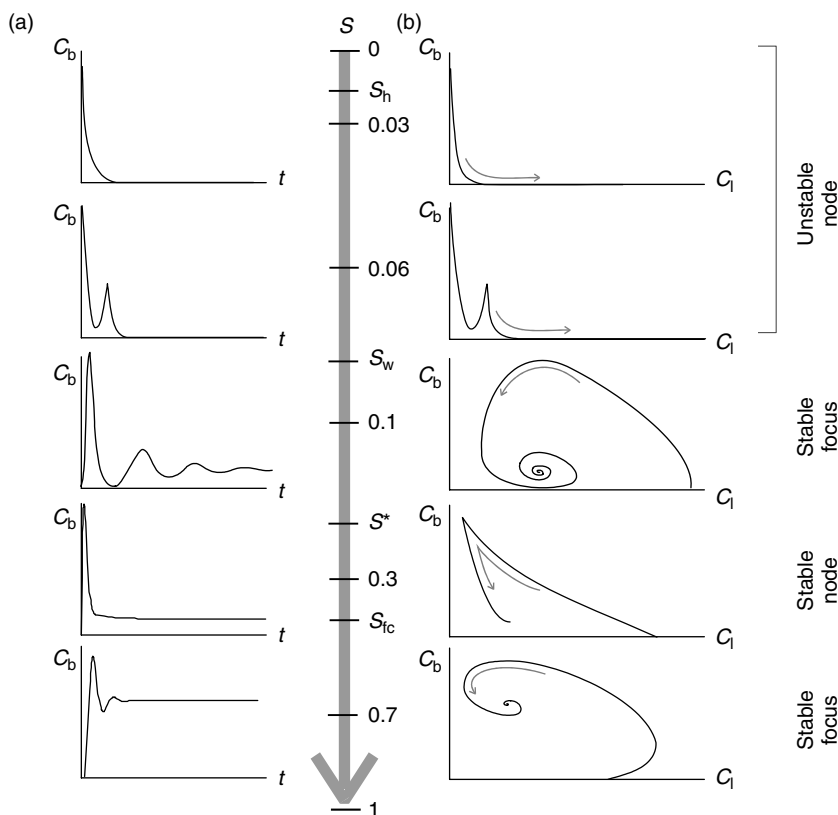 (a)
S
(b)
C_b
0
C_b
S_h
0.03
t
C_l
C_b
C_b
0.06
t
C_l
Unstable
node
C_b
S_w
C_b
0.1
t
C_l
Stable
focus
C_b
S*
C_b
0.3
S_fc
t
C_l
Stable
node
C_b
C_b
0.7
t
C_l
Stable
focus
1